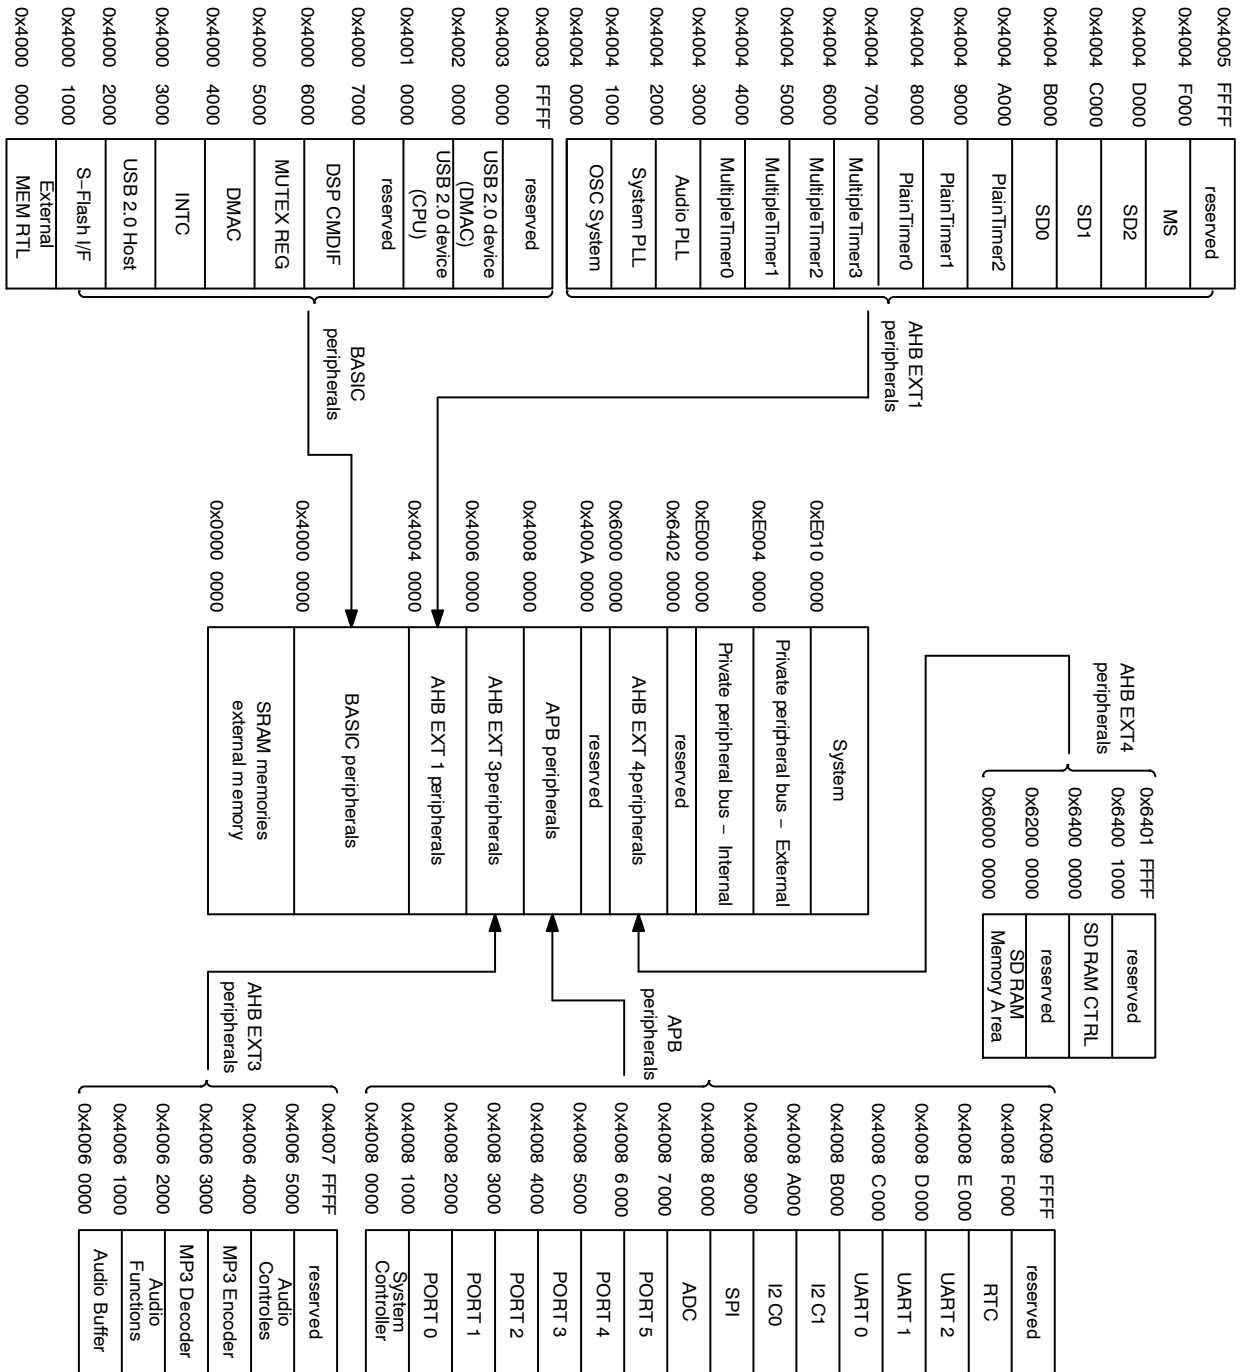 0x4005 FFFF
reserved
0x4004 F000
MS
0x4004 D000
SD2
0x4004 C000
SD1
0x4004 B000
SD0
0x4004 A000
PlainTimer2
0x4004 9000
PlainTimer1
0x4004 8000
PlainTimer0
0x4004 7000
MultipleTimer3
0x4004 6000
MultipleTimer2
0x4004 5000
MultipleTimer1
0x4004 4000
MultipleTimer0
0x4004 3000
Audio PLL
0x4004 2000
System PLL
0x4004 1000
OSC System
0x4004 0000
AHB EXT1
peripherals
0x4003 FFFF
reserved
0x4003 0000
USB 2.0 device
(DMAC)
0x4002 0000
USB 2.0 device
(CPU)
0x4001 0000
reserved
0x4000 7000
DSP CMDIF
0x4000 6000
MUTEX REG
0x4000 5000
DMAC
0x4000 4000
INTC
0x4000 3000
USB 2.0 Host
0x4000 2000
S-Flash I/F
0x4000 1000
External
MEM RTL
0x4000 0000
BASIC
peripherals
System
0xE010 0000
Private peripheral bus - External
0xE004 0000
Private peripheral bus - Internal
0xE000 0000
reserved
0x6402 0000
AHB EXT 4peripherals
0x6000 0000
reserved
0x400A 0000
APB peripherals
0x4008 0000
AHB EXT 3peripherals
0x4006 0000
AHB EXT 1 peripherals
0x4004 0000
BASIC peripherals
0x4000 0000
SRAM memories
external memory
0x0000 0000
AHB EXT4
peripherals
0x6401 FFFF
reserved
0x6400 1000
SD RAM CTRL
0x6400 0000
reserved
0x6200 0000
SD RAM
Memory Area
0x6000 0000
APB
peripherals
0x4009 FFFF
reserved
0x4008 F000
RTC
0x4008 E000
UART 2
0x4008 D000
UART 1
0x4008 C000
UART 0
0x4008 B000
I2 C1
0x4008 A000
I2 C0
0x4008 9000
SPI
0x4008 8000
ADC
0x4008 7000
PORT 5
0x4008 6000
PORT 4
0x4008 5000
PORT 3
0x4008 4000
PORT 2
0x4008 3000
PORT 1
0x4008 2000
PORT 0
0x4008 1000
System
Controller
0x4008 0000
AHB EXT3
peripherals
0x4007 FFFF
reserved
0x4006 5000
Audio
Controles
0x4006 4000
MP3 Encoder
0x4006 3000
MP3 Decoder
0x4006 2000
Audio
Functions
0x4006 1000
Audio Buffer
0x4006 0000